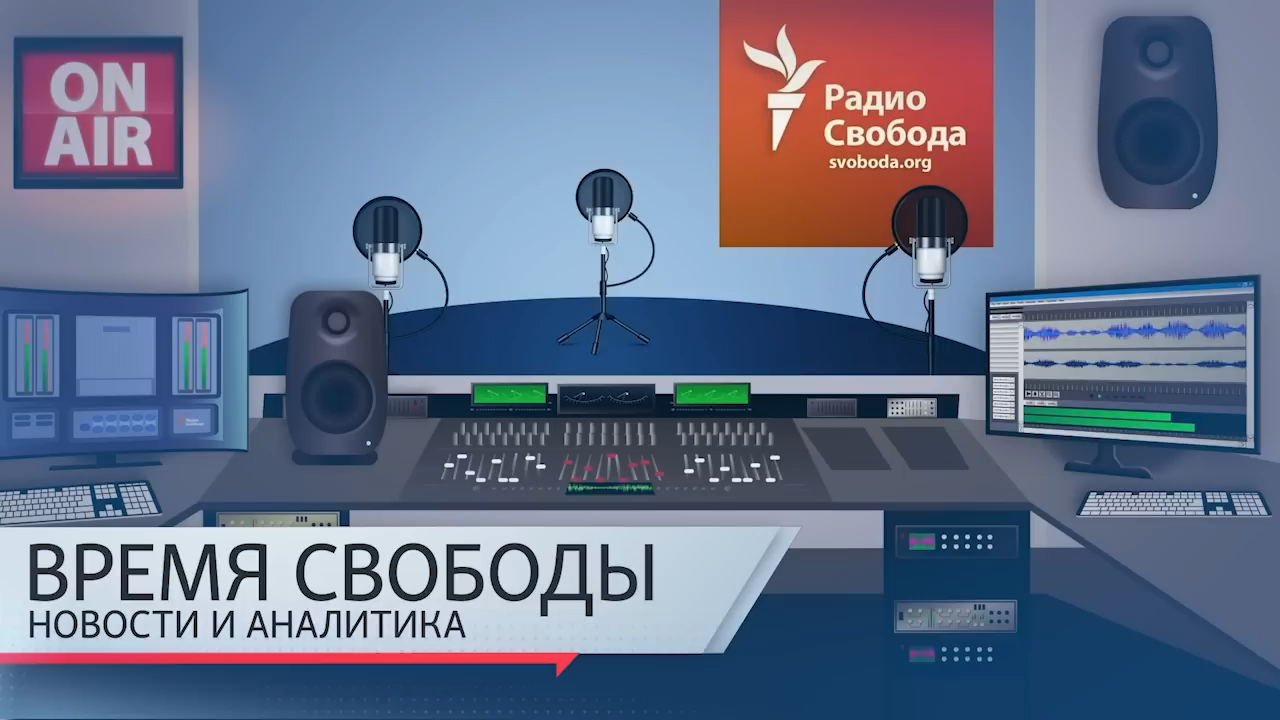 ON
AIR
Радио
Свобода
svoboda.org
ВРЕМЯ СВОБОДЫ
НОВОСТИ И АНАЛИТИКА